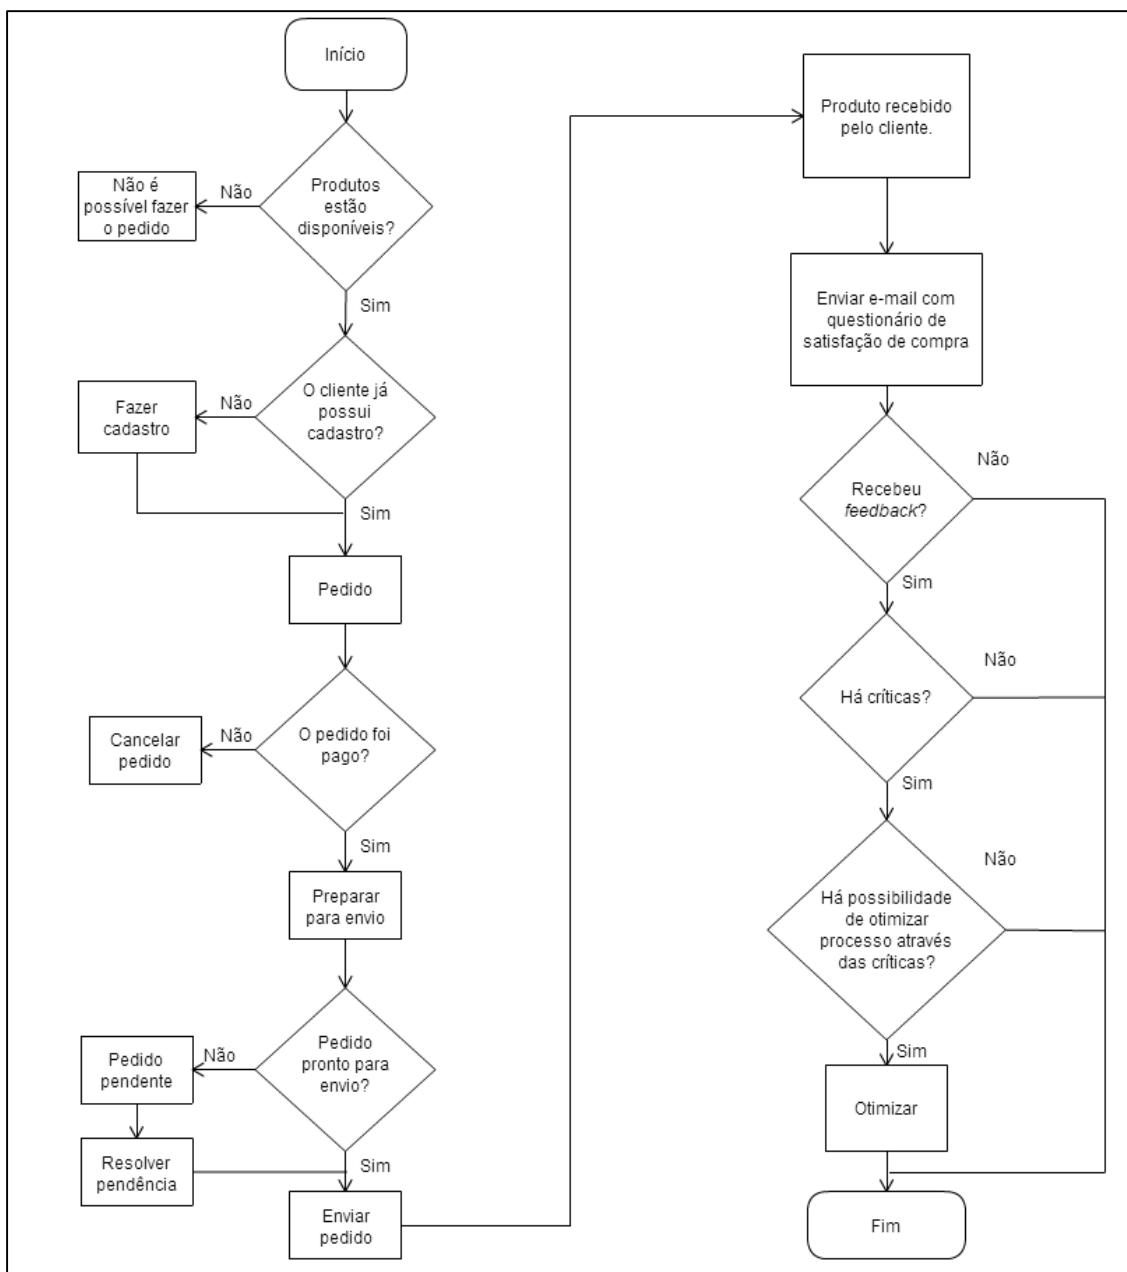 Início
Produtos
estão
disponíveis?
Não
Não é
possível fazer
o pedido
Sim
O cliente já
possui
cadastro?
Não
Fazer
cadastro
Sim
Pedido
O pedido foi
pago?
Não
Cancelar
pedido
Sim
Preparar
para envio
Pedido
pronto para
envio?
Não
Pedido
pendente
Resolver
pendência
Sim
Enviar
pedido
Produto recebido
pelo cliente.
Enviar e-mail com
questionário de
satisfação de compra
Recebeu
feedback?
Não
Sim
Há críticas?
Não
Sim
Há possibilidade
de otimizar
processo através
das críticas?
Não
Sim
Otimizar
Fim